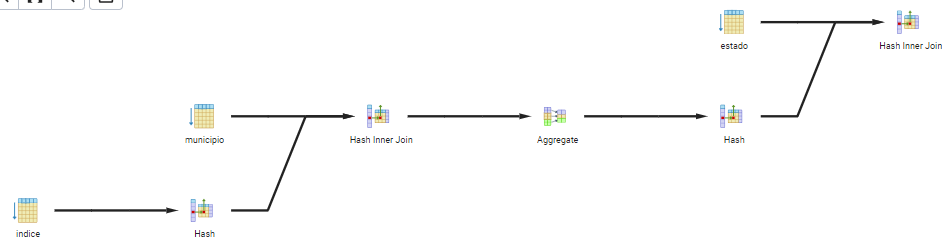 estado
Hash Inner Join
municipio
Hash Inner Join
Aggregate
Hash
indice
Hash